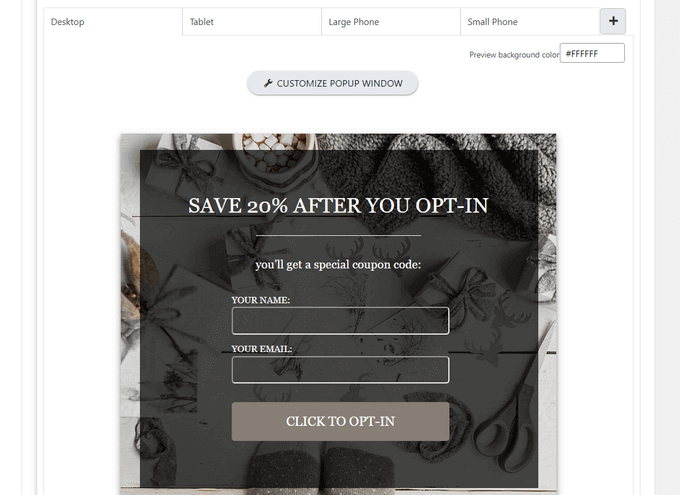 Desktop
Tablet
Large Phone
Small Phone
+
Preview background color
#FFFFFF
CUSTOMIZE POPUP WINDOW
SAVE 20% AFTER YOU OPT-IN
you'll get a special coupon code:
YOUR NAME:
YOUR EMAIL:
CLICK TO OPT-IN